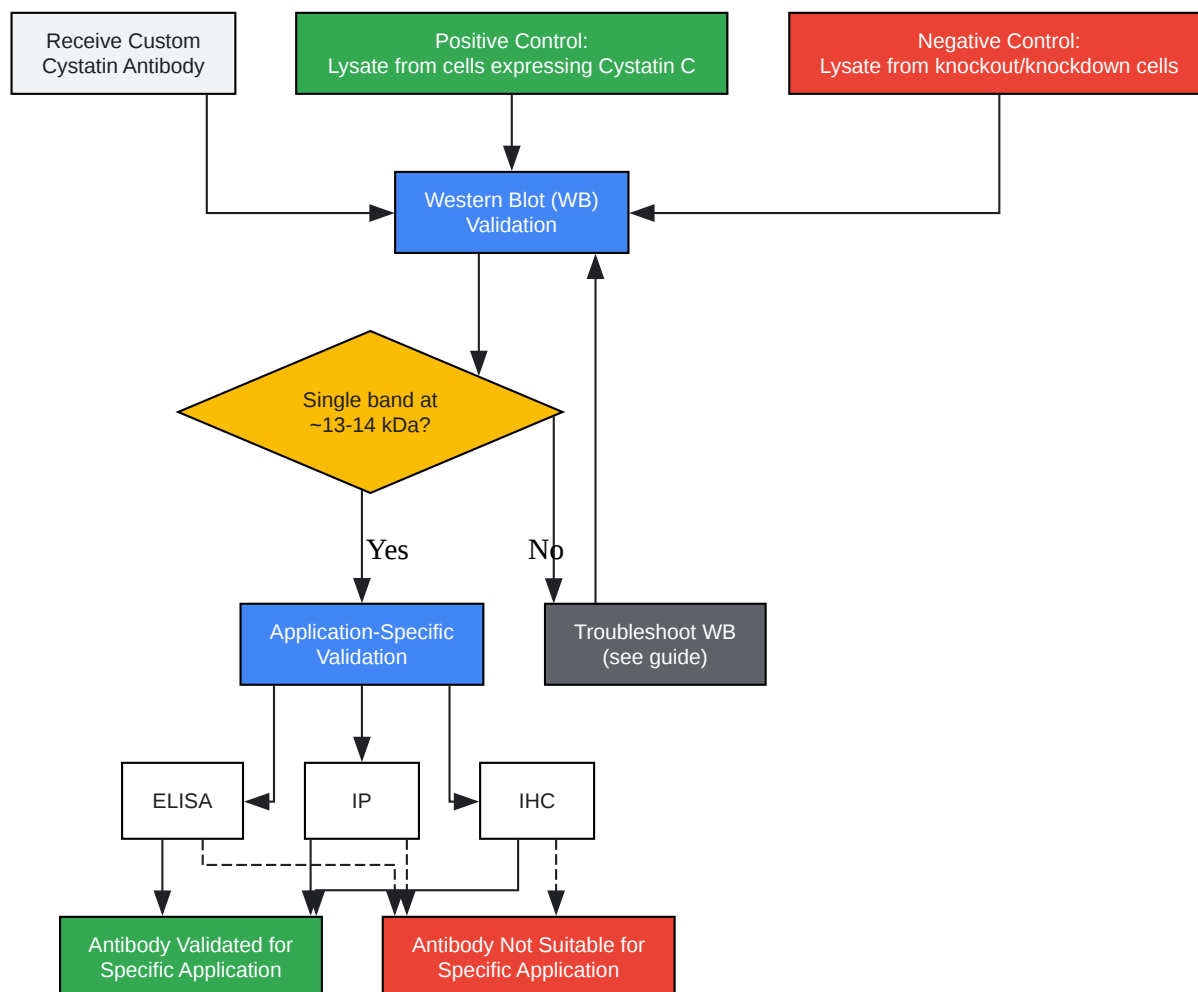 Receive Custom
Cystatin Antibody
Positive Control:
Lysate from cells expressing Cystatin C
Negative Control:
Lysate from knockout/knockdown cells
Western Blot (WB)
Validation
Single band at
~13-14 kDa?
Yes
No
Application-Specific
Validation
Troubleshoot WB
(see guide)
ELISA
IP
IHC
Antibody Validated for
Specific Application
Antibody Not Suitable for
Specific Application